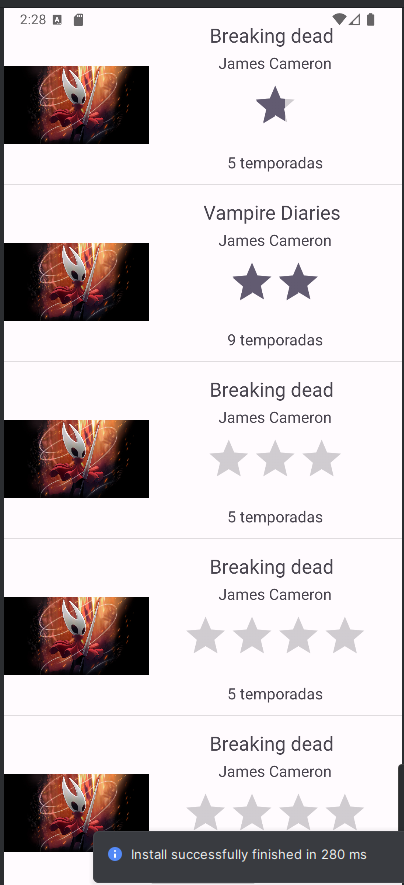 2:28
Breaking dead
James Cameron
5 temporadas
Vampire Diaries
James Cameron
9 temporadas
Breaking dead
James Cameron
5 temporadas
Breaking dead
James Cameron
5 temporadas
Breaking dead
James Cameron
Install successfully finished in 280 ms